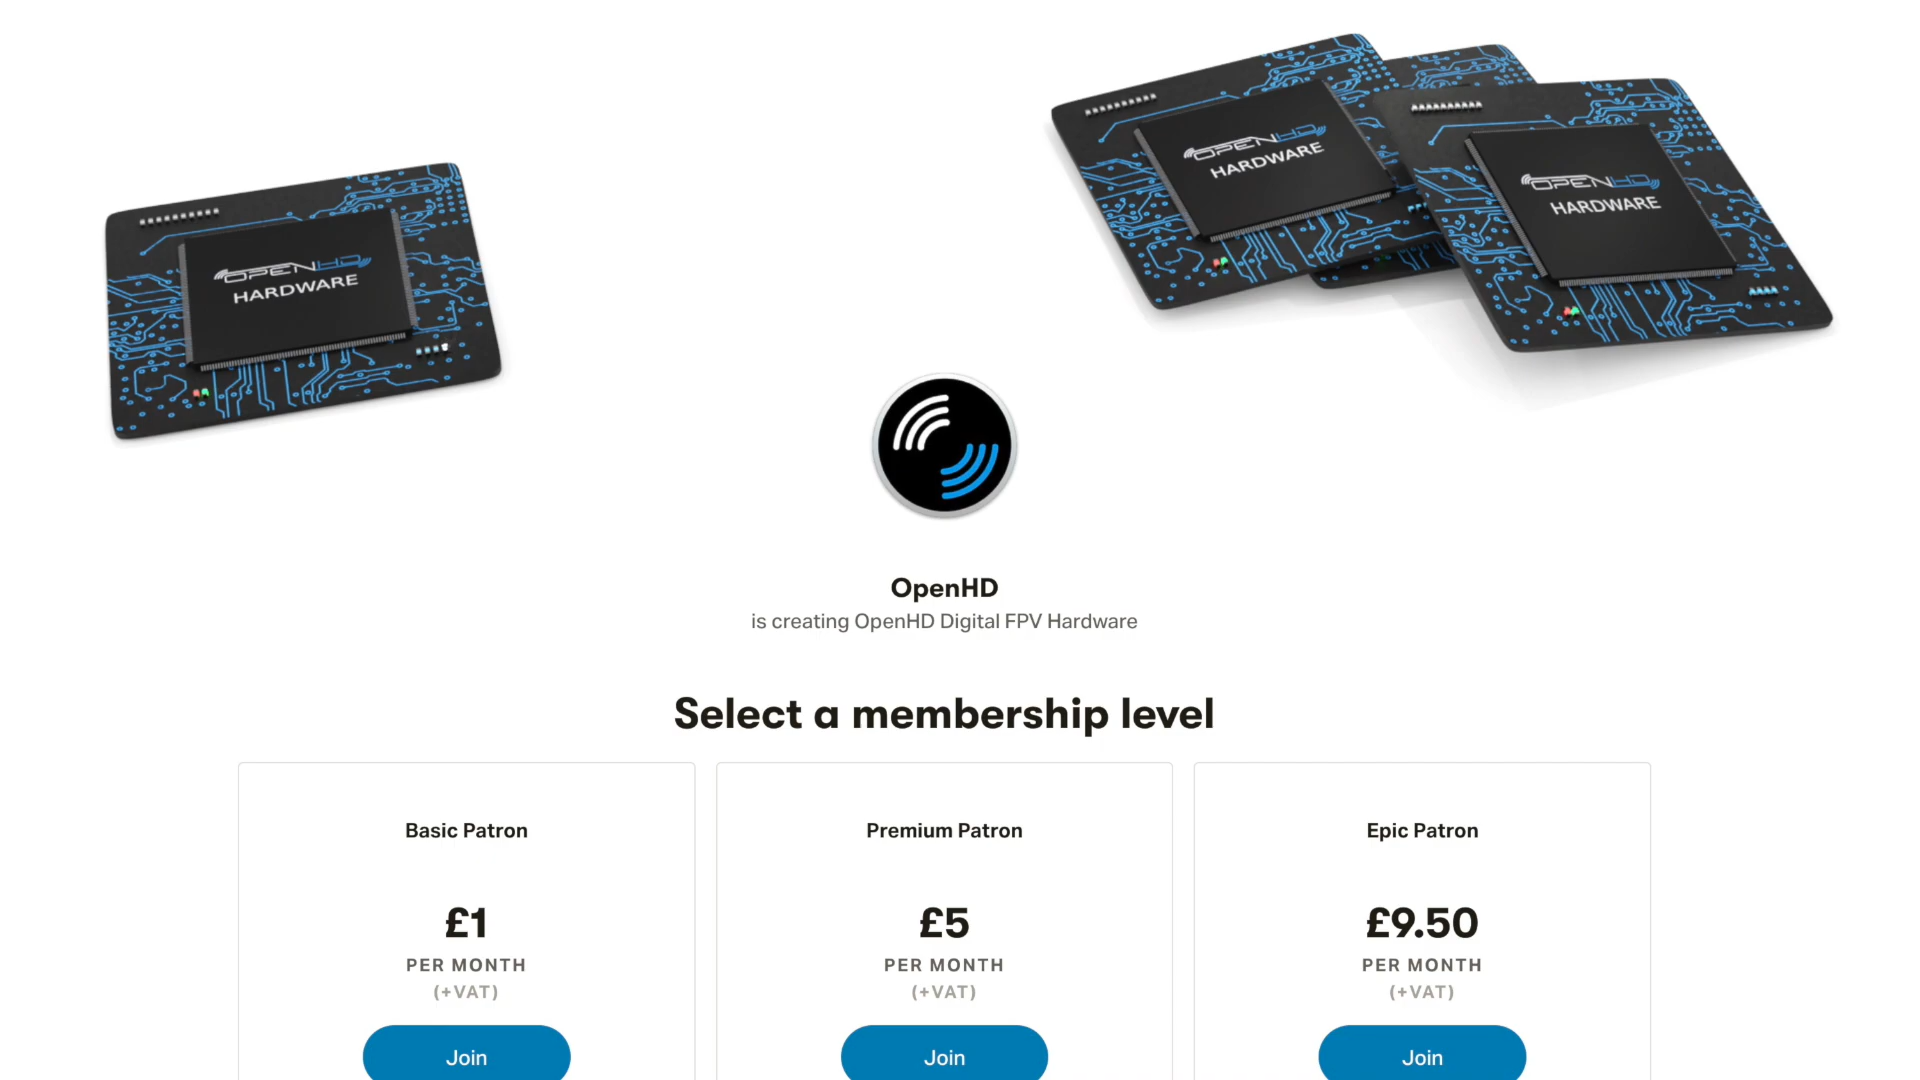 OPENHD
HARDWARE
OPENHD
HARDWARE
OPENHD
HARDWARE
OpenHD
is creating OpenHD Digital FPV Hardware
Select a membership level
Basic Patron
£1
PER MONTH
(+VAT)
Join
Premium Patron
£5
PER MONTH
(+VAT)
Join
Epic Patron
£9.50
PER MONTH
(+VAT)
Join